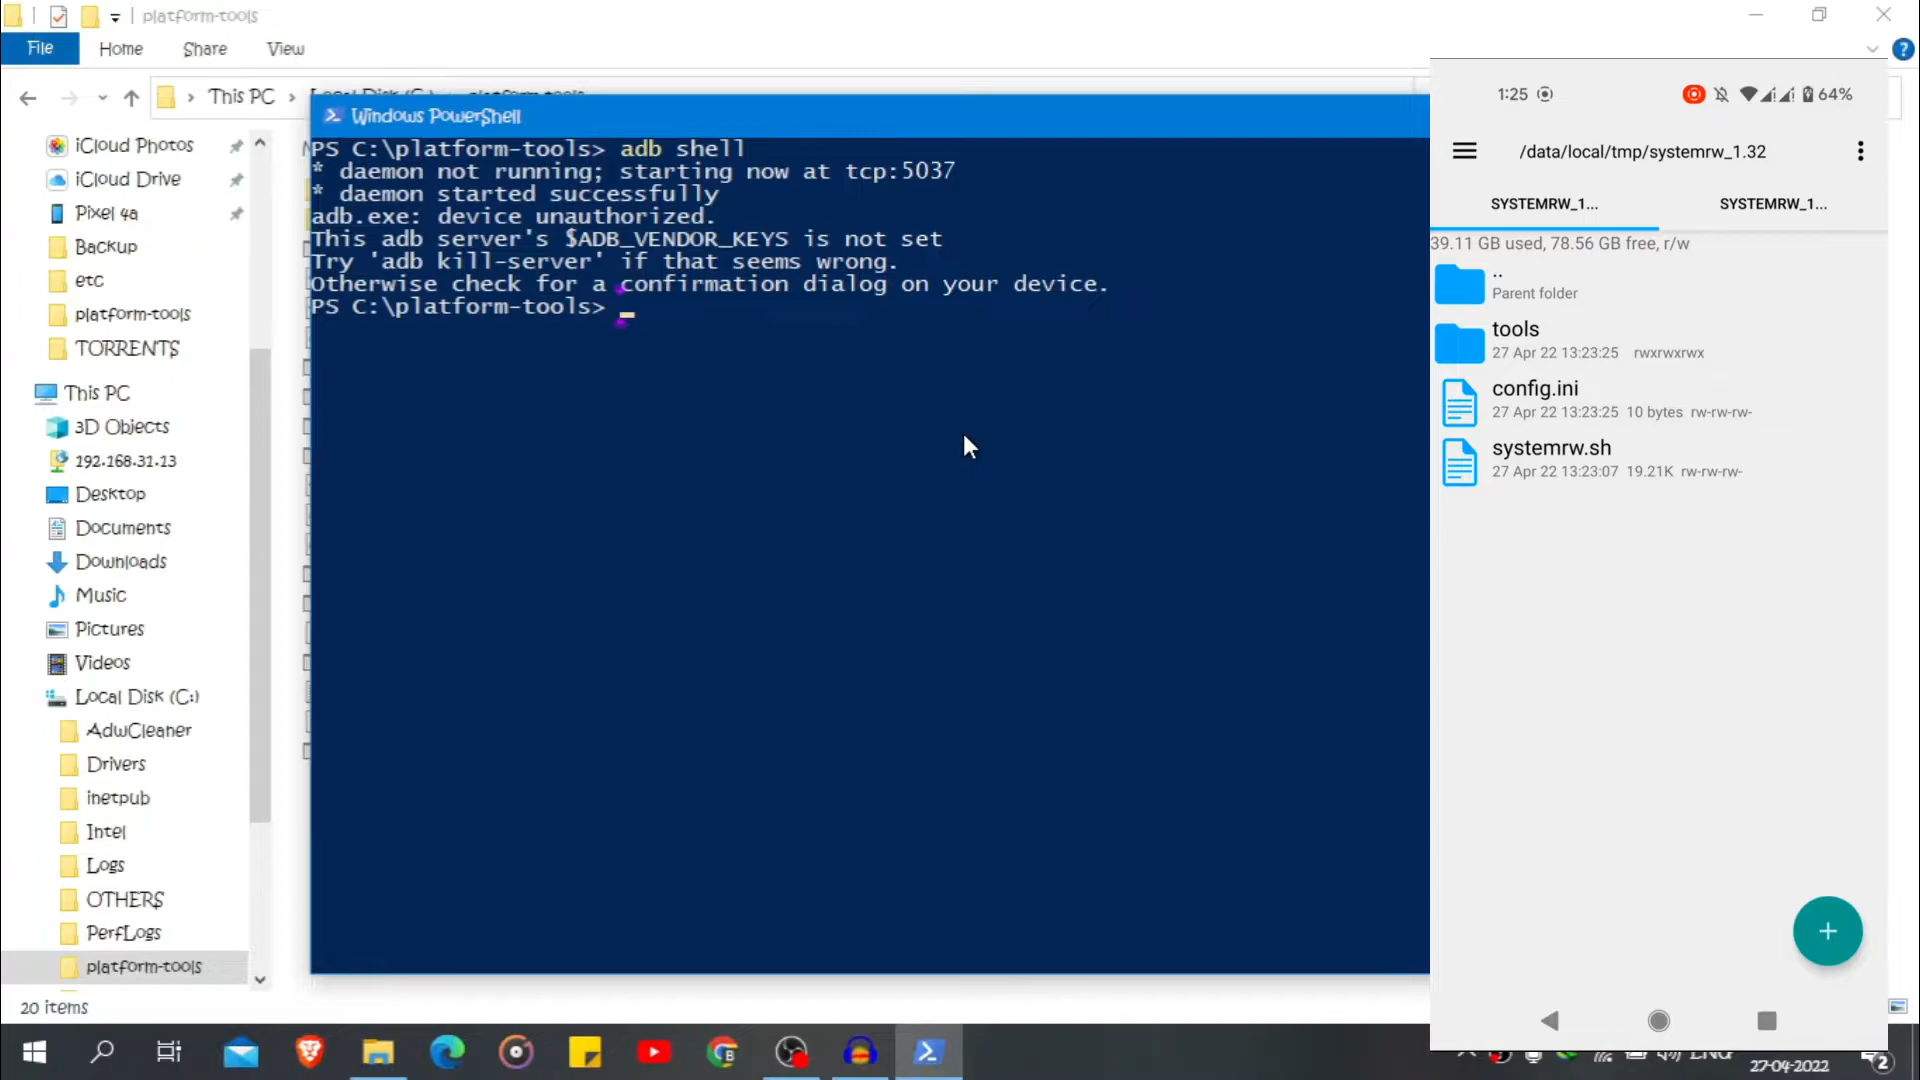 platform-tools
File Home Share View
This PC
Windows PowerShell
PS C:\platform-tools> adb shell
* daemon not running; starting now at tcp:5037
* daemon started successfully
adb.exe: device unauthorized.
This adb server's $ADB_VENDOR_KEYS is not set
Try 'adb kill-server' if that seems wrong.
Otherwise check for a confirmation dialog on your device.
PS C:\platform-tools>
iCloud Photos
iCloud Drive
Pixel 4a
Backup
etc
platform-tools
TORRENTS
This PC
3D Objects
192.168.31.13
Desktop
Documents
Downloads
Music
Pictures
Videos
Local Disk (C:)
AdwCleaner
Drivers
inetpub
Intel
Logs
OTHERS
PerfLogs
platform-tools
20 items
1:25 64%
/data/local/tmp/systemrw_1.32
SYSTEMRW_1... SYSTEMRW_1...
39.11 GB used, 78.56 GB free, r/w
..
Parent folder
tools
27 Apr 22 13:23:25 rwxrwxrwx
config.ini
27 Apr 22 13:23:25 10 bytes rw-rw-rw-
systemrw.sh
27 Apr 22 13:23:07 19.21K rw-rw-rw-
27-04-2022
2